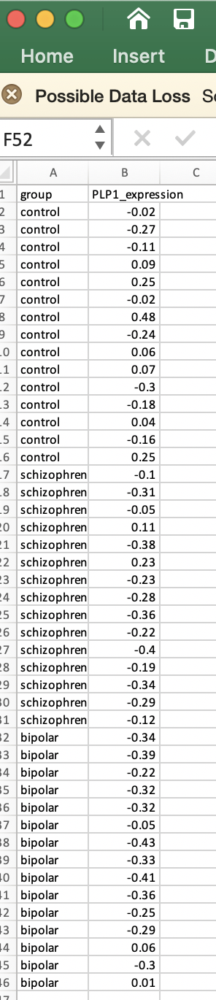 Home Insert D
Possible Data Loss Se
F52
A B C
1 group PLP1_expression
2 control -0.02
3 control -0.27
4 control -0.11
5 control 0.09
6 control 0.25
7 control -0.02
8 control 0.48
9 control -0.24
.0 control 0.06
.1 control 0.07
.2 control -0.3
.3 control -0.18
.4 control 0.04
.5 control -0.16
.6 control 0.25
.7 schizophren -0.1
.8 schizophren -0.31
.9 schizophren -0.05
20 schizophren 0.11
21 schizophren -0.38
22 schizophren 0.23
23 schizophren -0.23
24 schizophren -0.28
25 schizophren -0.36
26 schizophren -0.22
27 schizophren -0.4
28 schizophren -0.19
29 schizophren -0.34
30 schizophren -0.29
31 schizophren -0.12
32 bipolar -0.34
33 bipolar -0.39
34 bipolar -0.22
35 bipolar -0.32
36 bipolar -0.32
37 bipolar -0.05
38 bipolar -0.43
39 bipolar -0.33
40 bipolar -0.41
41 bipolar -0.36
42 bipolar -0.25
43 bipolar -0.29
44 bipolar 0.06
45 bipolar -0.3
46 bipolar 0.01
47